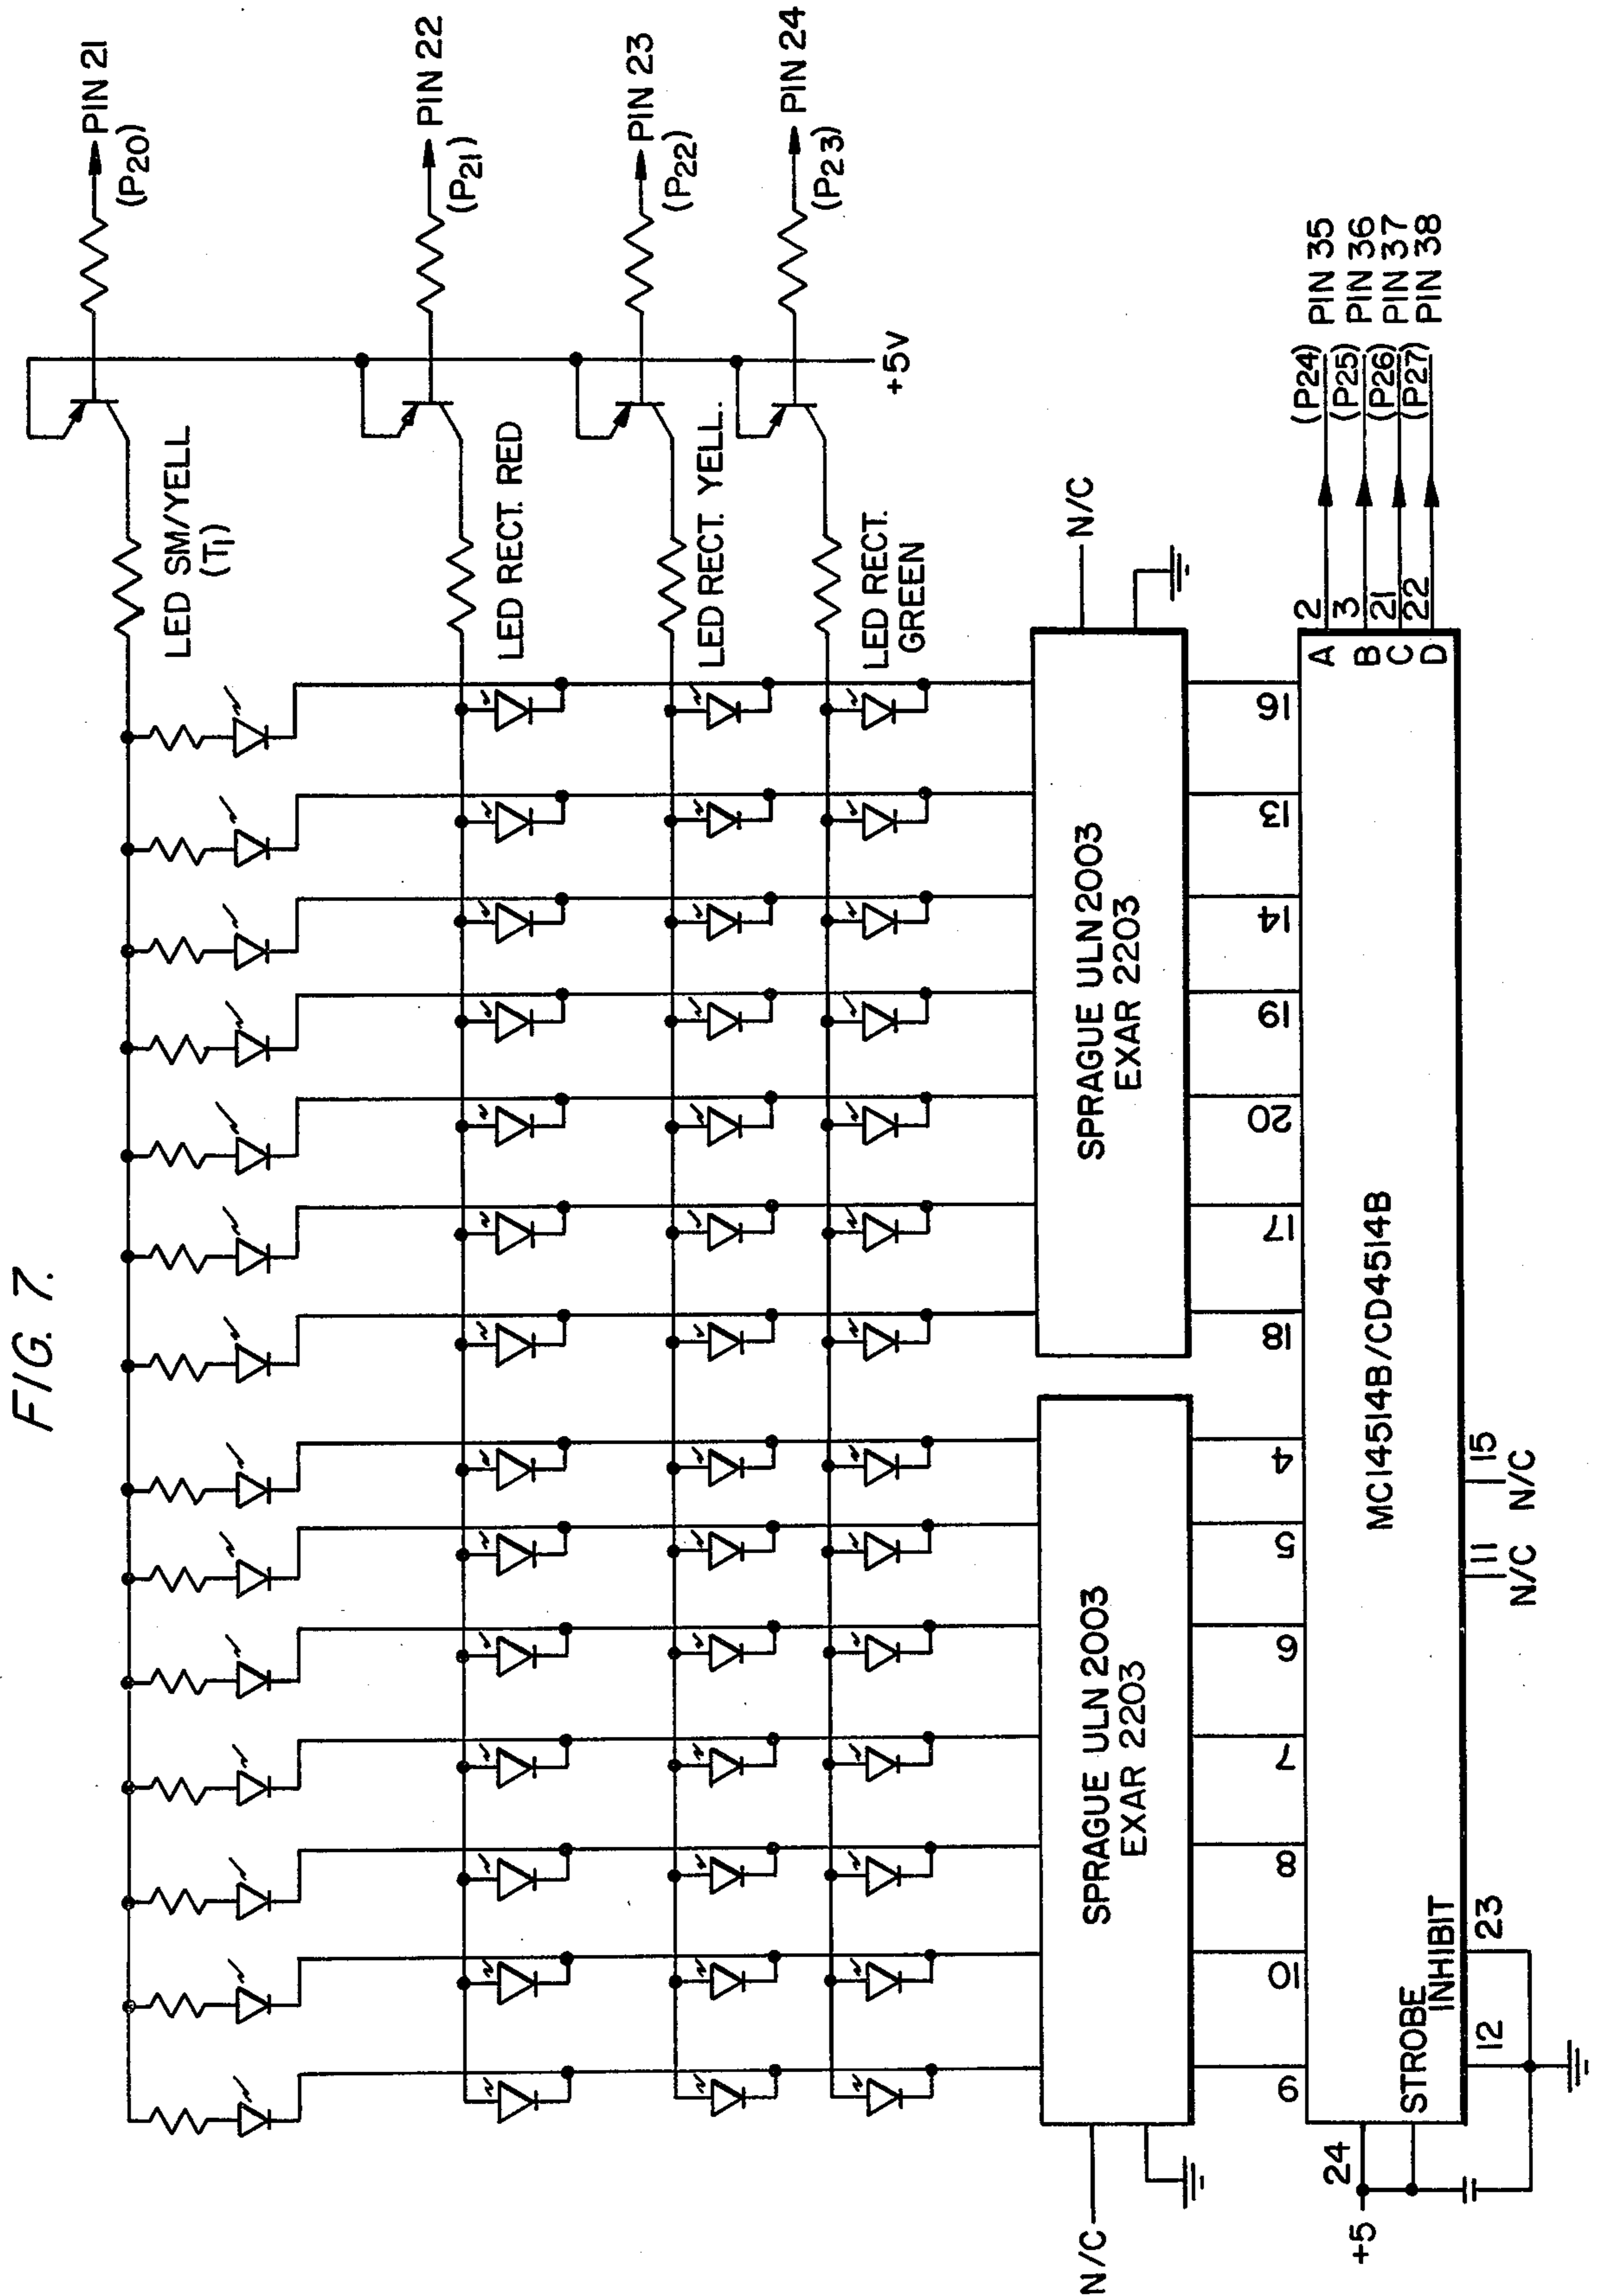 FIG. 7.
PIN 21
(P20)
LED SM/YELL
(T1)
PIN 22
(P21)
LED RECT. RED
PIN 23
(P22)
LED RECT. YELL.
PIN 24
(P23)
LED RECT.
GREEN
+5V
N/C
SPRAGUE ULN 2003
EXAR 2203
SPRAGUE ULN 2003
EXAR 2203
N/C
9
10
8
7
6
5
4
18
17
20
19
14
13
16
+5
24
STROBE
INHIBIT
12
23
MC14514B/CD4514B
11
N/C
15
N/C
A
2
(P24)
PIN 35
B
3
(P25)
PIN 36
C
21
(P26)
PIN 37
D
22
(P27)
PIN 38